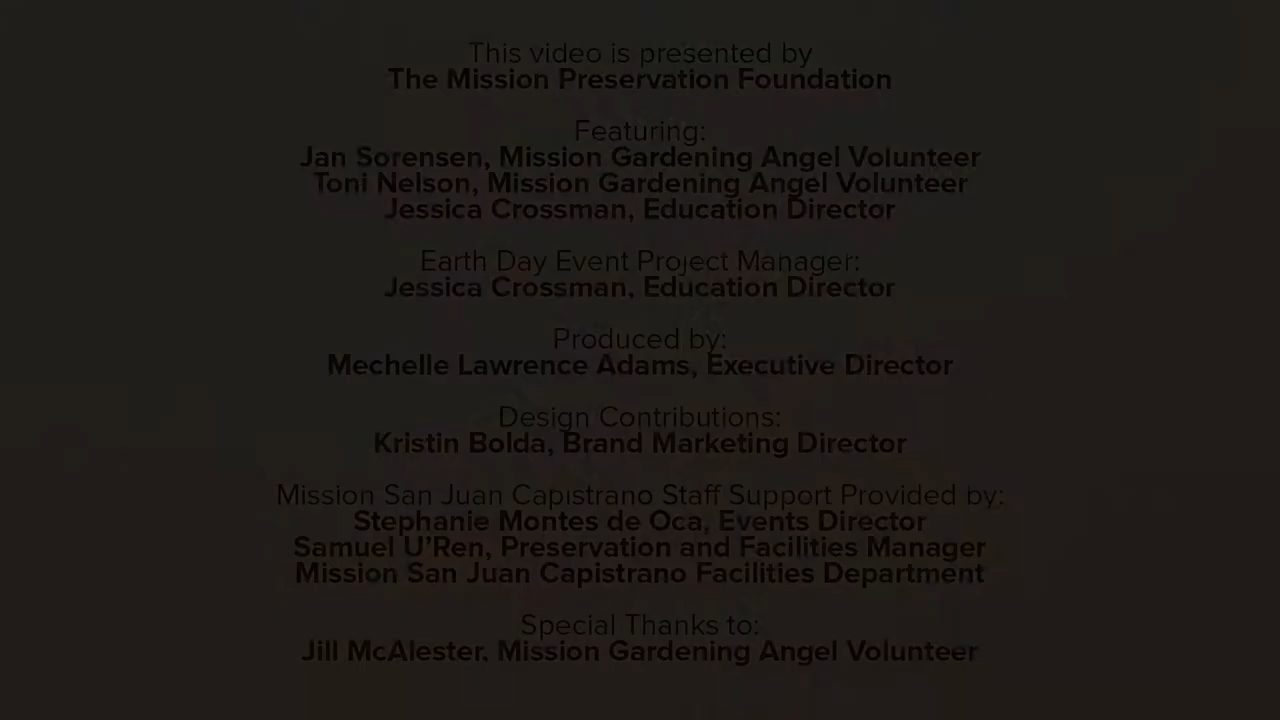 This video is presented by
The Mission Preservation Foundation
Featuring:
Jan Sorensen, Mission Gardening Angel Volunteer
Toni Nelson, Mission Gardening Angel Volunteer
Jessica Crossman, Education Director
Earth Day Event Project Manager:
Jessica Crossman, Education Director
Produced by:
Mechelle Lawrence Adams, Executive Director
Design Contributions:
Kristin Bolda, Brand Marketing Director
Mission San Juan Capistrano Staff Support Provided by:
Stephanie Montes de Oca, Events Director
Samuel U’Ren, Preservation and Facilities Manager
Mission San Juan Capistrano Facilities Department
Special Thanks to:
Jill McAlester. Mission Gardening Angel Volunteer